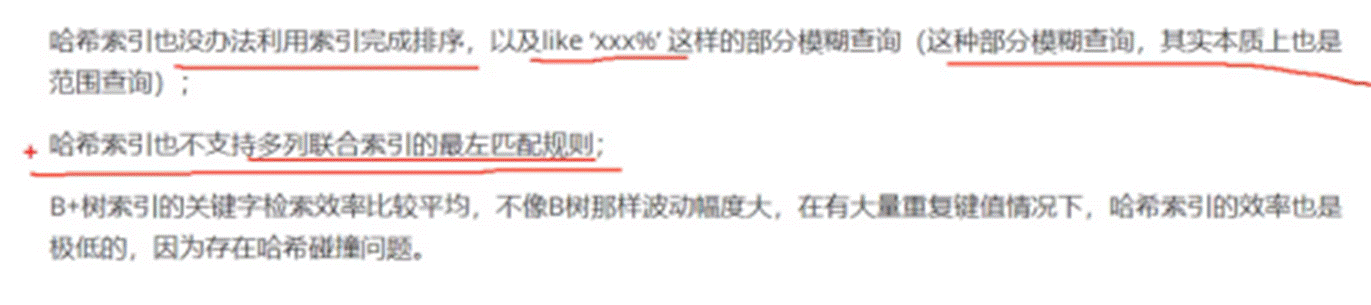 哈希索引也没办法利用索引完成排序，以及like ‘xxx%’ 这样的部分模糊查询（这种部分模糊查询，其实本质上也是
范围查询）；
哈希索引也不支持多列联合索引的最左匹配规则；
B+树索引的关键字检索效率比较平均，不像B树那样波动幅度大，在有大量重复键值情况下，哈希索引的效率也是
极低的，因为存在哈希碰撞问题。